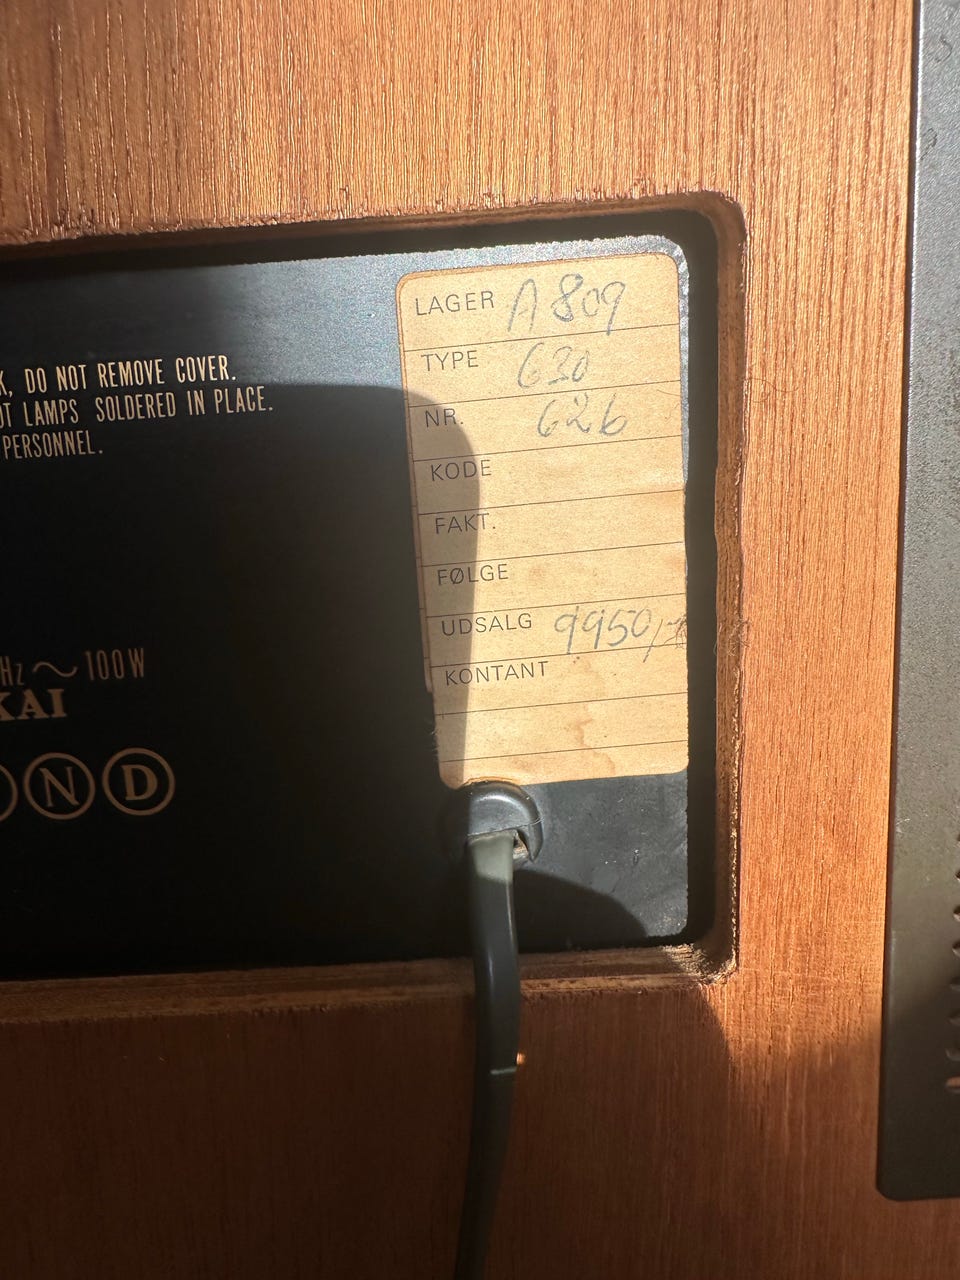 K, DO NOT REMOVE COVER.
OT LAMPS SOLDERED IN PLACE.
PERSONNEL.
Hz ~ 100W
KAI
N D
LAGER A 809
TYPE 630
NR. 626
KODE
FAKT.
FØLGE
UDSALG 9950,-
KONTANT